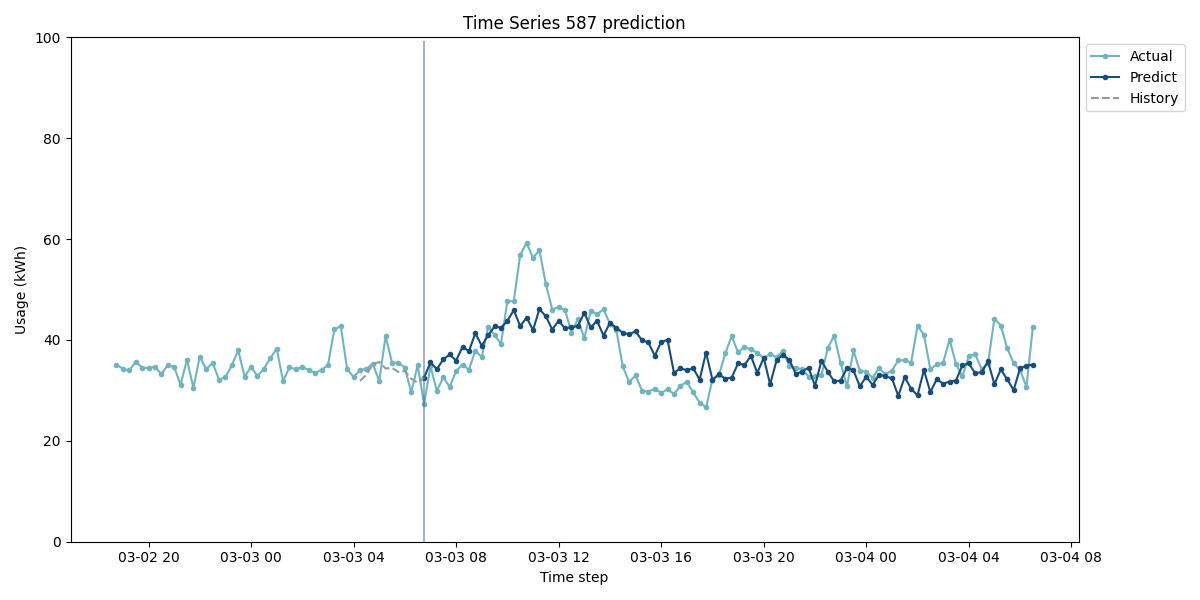 Time Series 587 prediction
Usage (kWh)
100
80
60
40
20
0
03-02 20
03-03 00
03-03 04
03-03 08
03-03 12
03-03 16
03-03 20
03-04 00
03-04 04
03-04 08
Time step
Actual
Predict
History